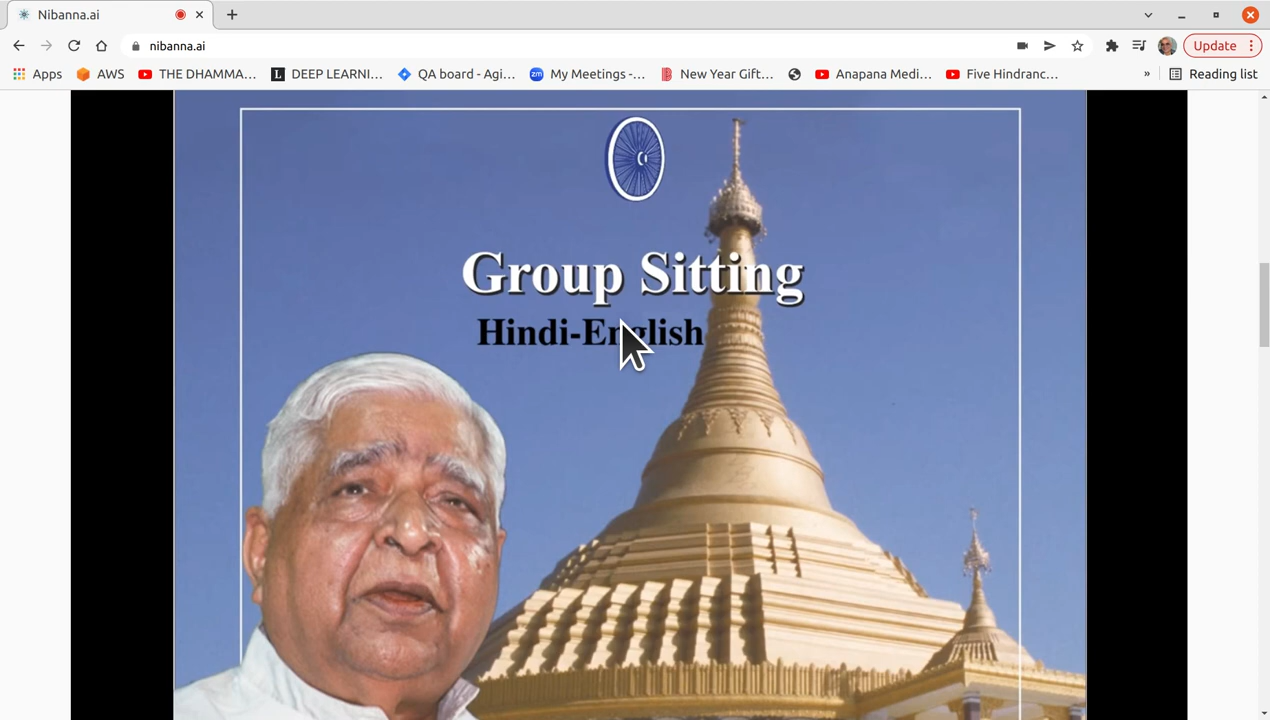 Nibanna.ai
nibanna.ai
Update
Apps AWS THE DHAMMA... L DEEP LEARNI... QA board - Agi... zm My Meetings -... New Year Gift... Anapana Medi... Five Hindranc... » Reading list
Group Sitting
Hindi-English